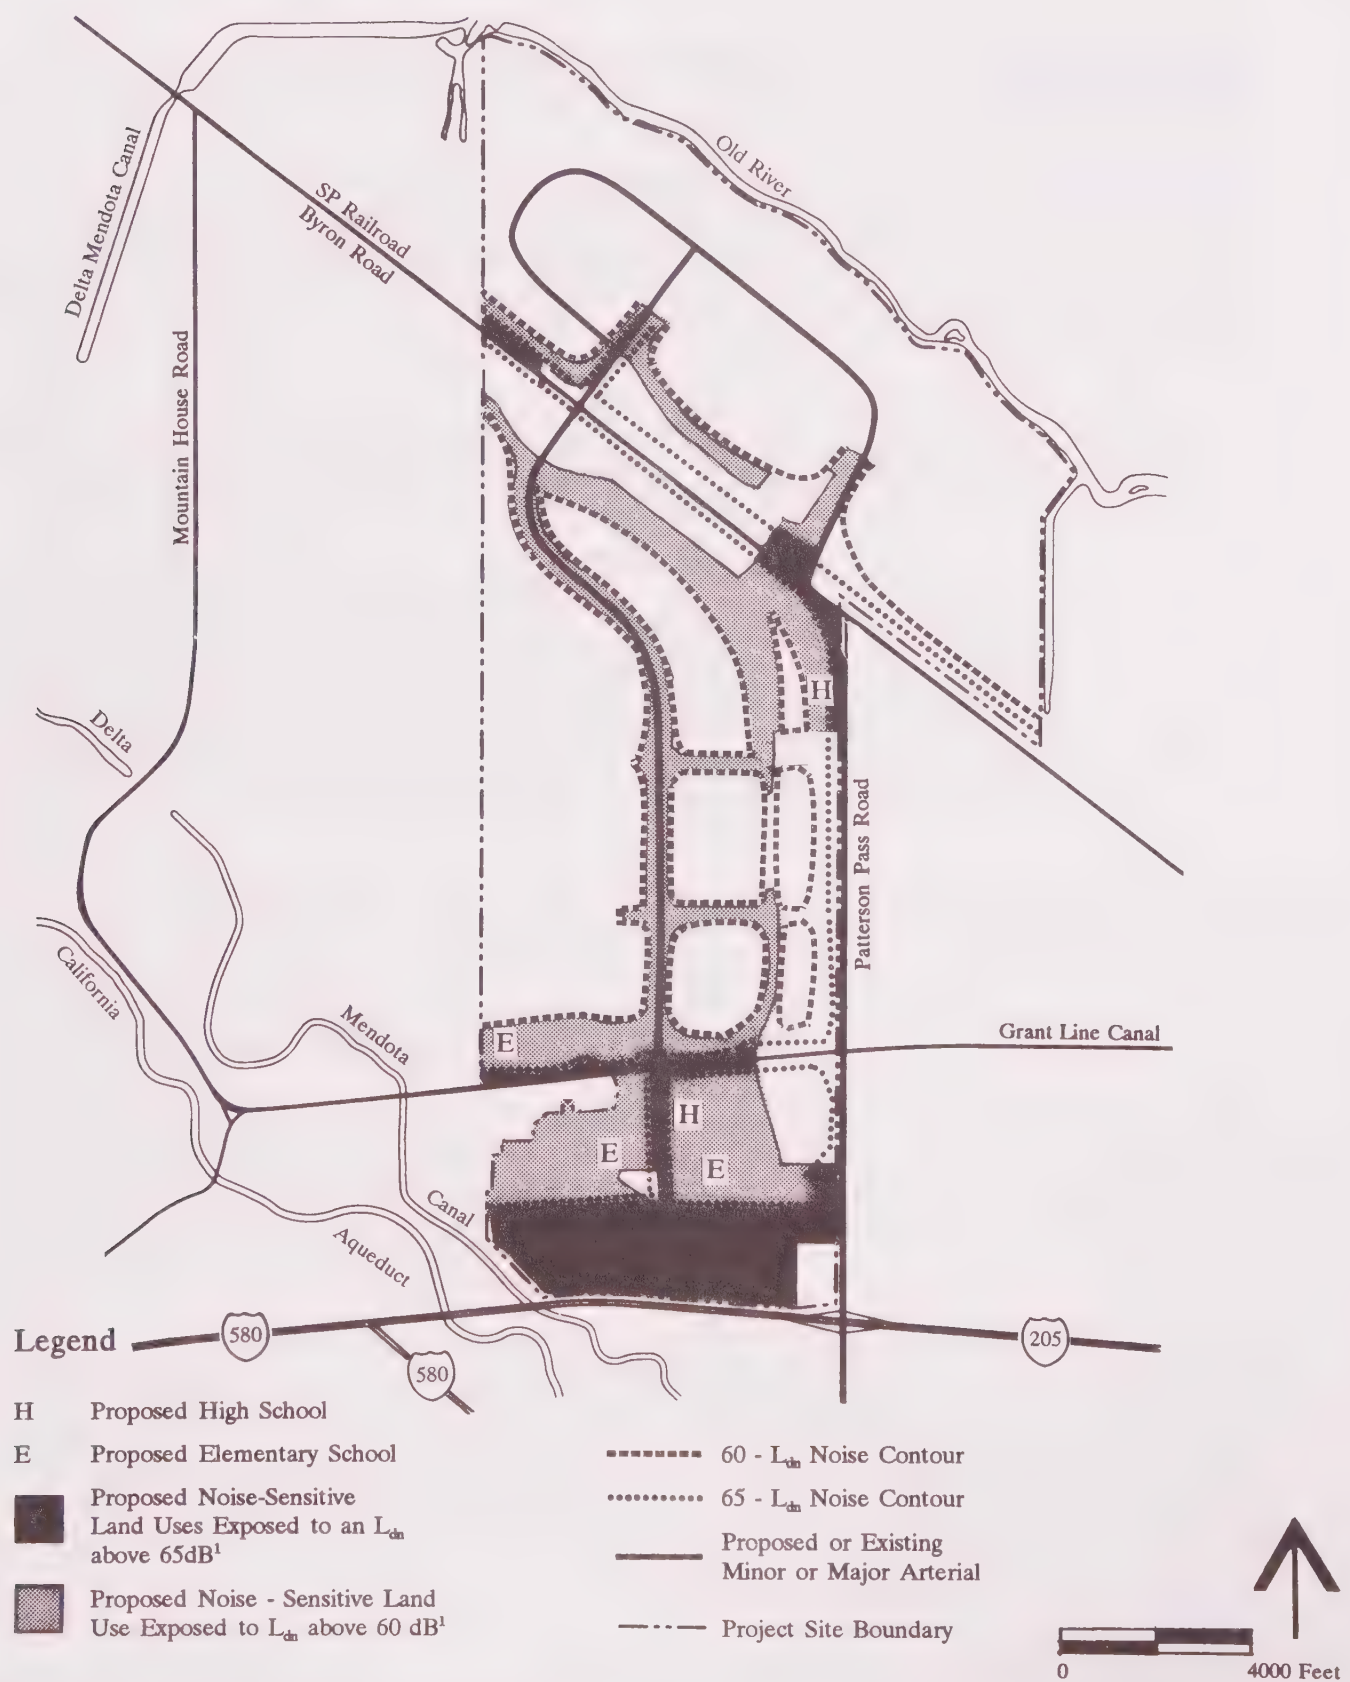 Old River
Delta Mendota Canal
SP Railroad
Byron Road
Mountain House Road
H
Delta
Patterson Pass Road
California
Mendota
Grant Line Canal
E
H
E
E
Canal
Aqueduct
Legend
580
205
580
H Proposed High School
E Proposed Elementary School
Proposed Noise-Sensitive
Land Uses Exposed to an Ldn
above 65dB¹
Proposed Noise - Sensitive Land
Use Exposed to Ldn above 60 dB¹
60 - Ldn Noise Contour
65 - Ldn Noise Contour
Proposed or Existing
Minor or Major Arterial
Project Site Boundary
0 4000 Feet